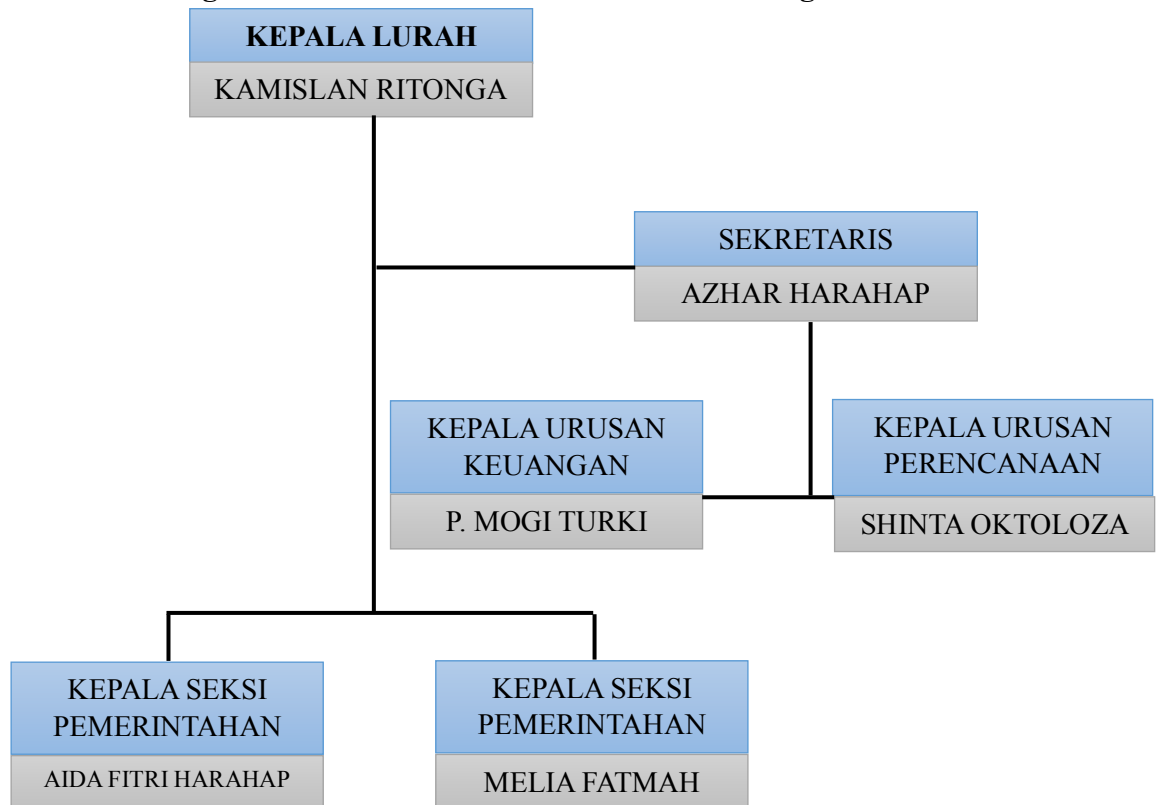 KEPALA LURAH
KAMISLAN RITONGA
SEKRETARIS
AZHAR HARAHAP
KEPALA URUSAN
KEUANGAN
P. MOGI TURKI
KEPALA URUSAN
PERENCANAAN
SHINTA OKTOLOZA
KEPALA SEKSI
PEMERINTAHAN
AIDA FITRI HARAHAP
KEPALA SEKSI
PEMERINTAHAN
MELIA FATMAH